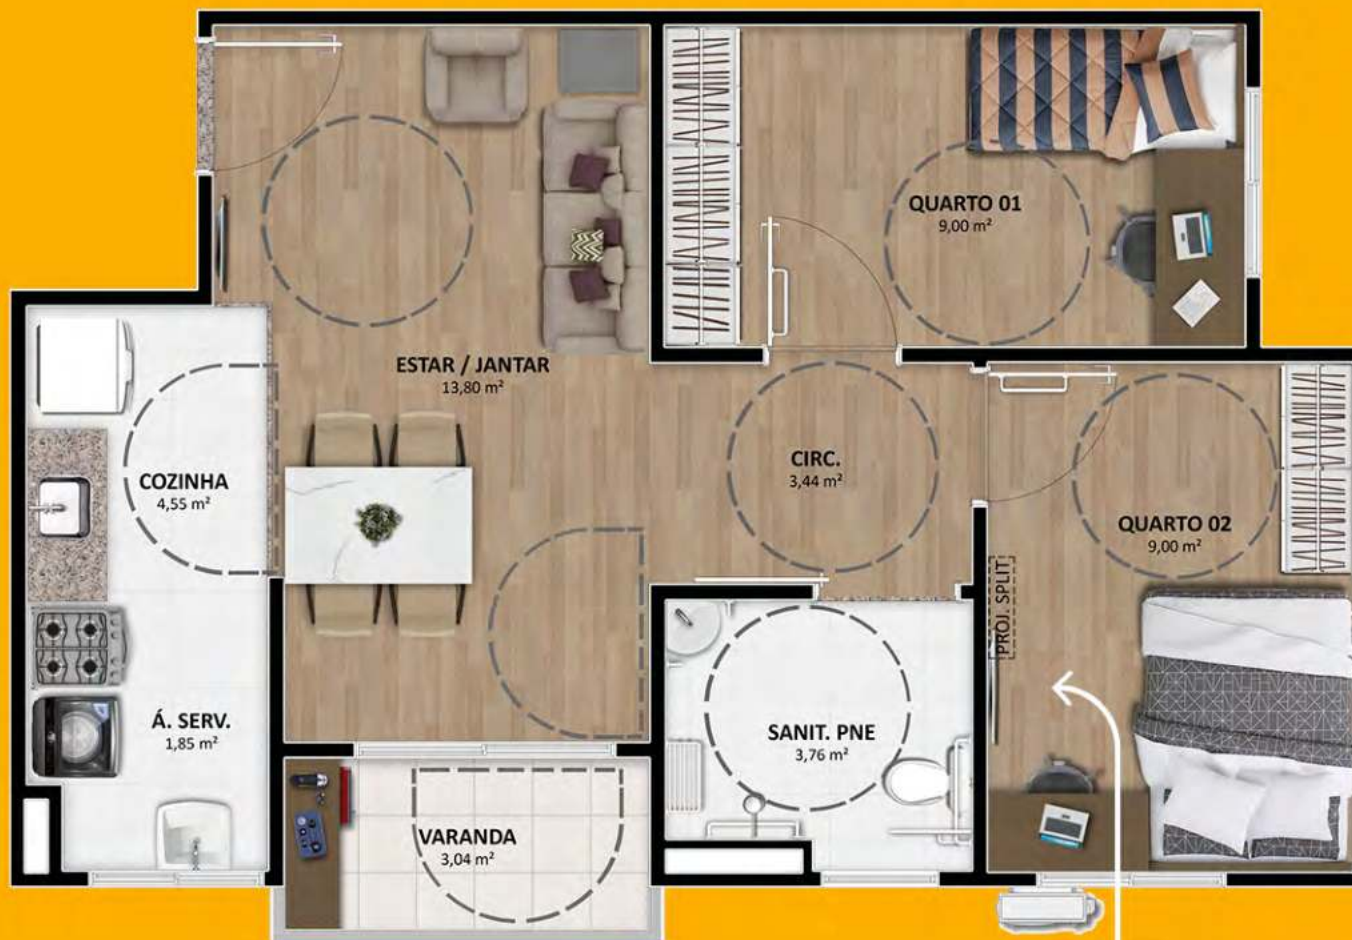 QUARTO 01
9,00 m²
ESTAR / JANTAR
13,80 m²
COZINHA
4,55 m²
CIRC.
3,44 m²
QUARTO 02
9,00 m²
PROJ. SPLIT
Á. SERV.
1,85 m²
SANIT. PNE
3,76 m²
VARANDA
3,04 m²